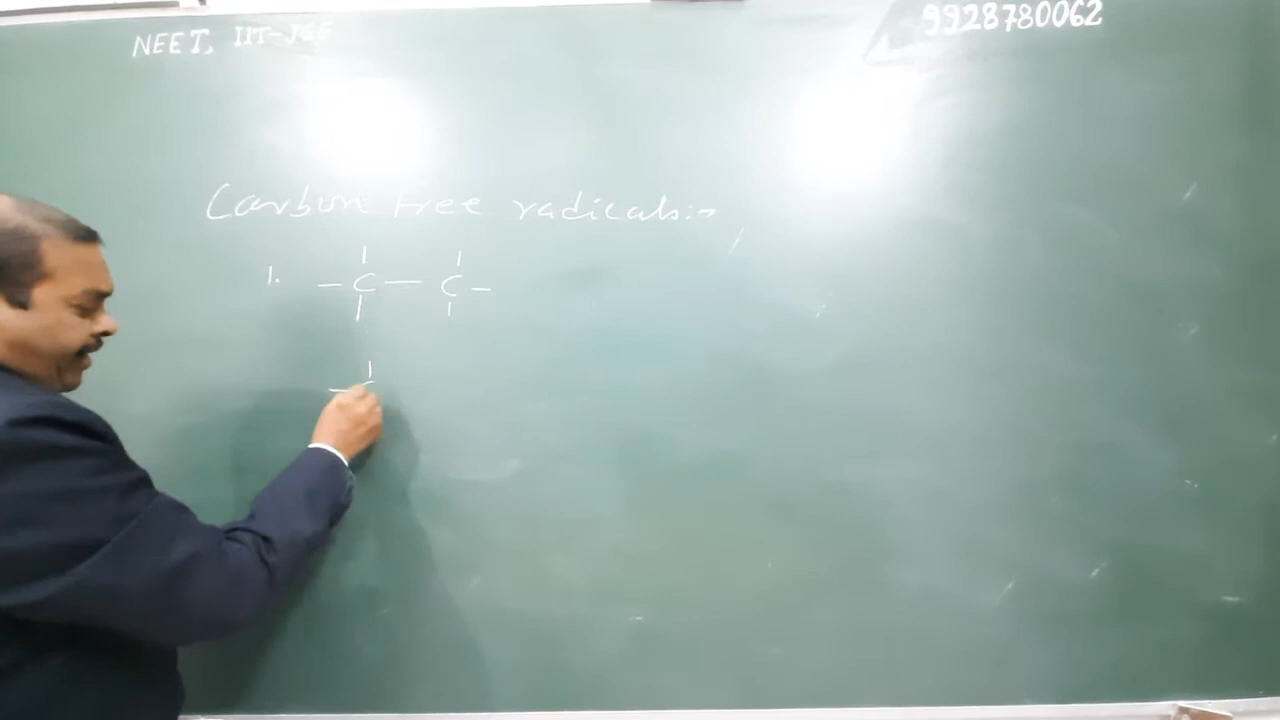 NEET, IIT-JEE
9928780062
Carbon Free radicals:→
1. – C – C –